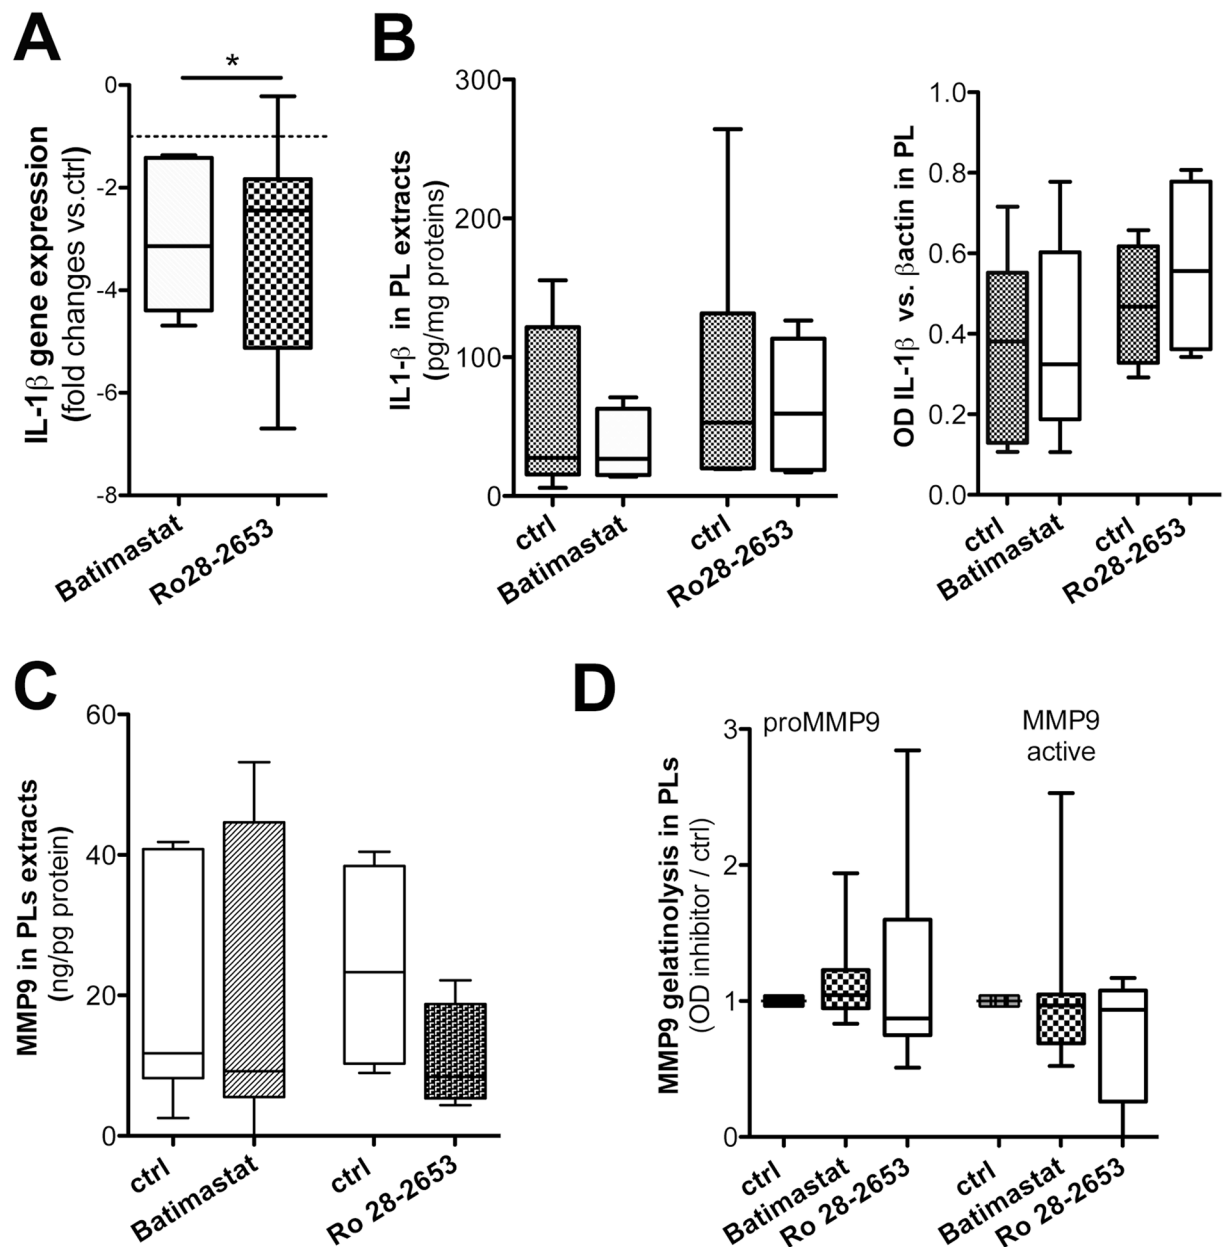 A
IL-1β gene expression
(fold changes vs.ctrl)
*
0
-2
-4
-6
-8
Batimastat
Ro28-2653
B
IL1-β in PL extracts
(pg/mg proteins)
300
200
100
0
ctrl
Batimastat
ctrl
Ro28-2653
OD IL-1β vs. βactin in PL
1.0
0.8
0.6
0.4
0.2
0.0
ctrl
Batimastat
ctrl
Ro28-2653
C
MMP9 in PLs extracts
(ng/pg protein)
60
40
20
0
ctrl
Batimastat
ctrl
Ro 28-2653
D
MMP9 gelatinolysis in PLs
(OD inhibitor / ctrl)
proMMP9
MMP9
active
3
2
1
0
ctrl
Batimastat
Ro 28-2653
ctrl
Batimastat
Ro 28-2653